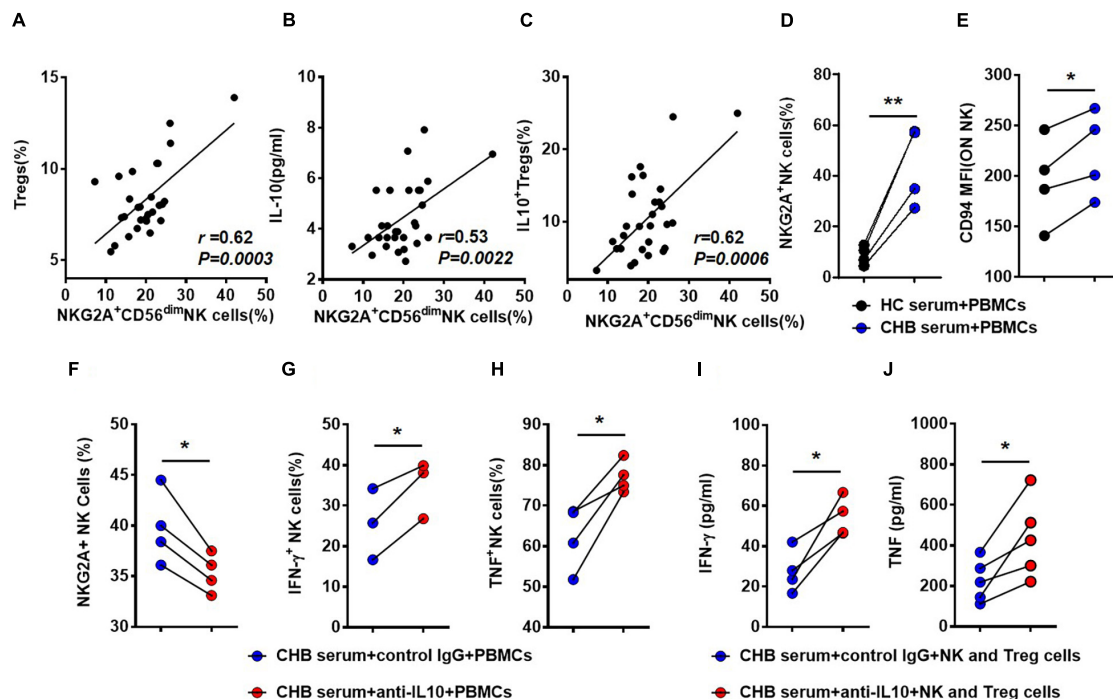 A
Tregs(%)
15
10
5
0 10 20 30 40 50
r=0.62
P=0.0003
NKG2A+CD56dimNK cells(%)
B
IL-10(pg/ml)
10
8
6
4
2
0 10 20 30 40 50
r=0.53
P=0.0022
NKG2A+CD56dimNK cells(%)
C
IL10+Tregs(%)
30
20
10
0
0 10 20 30 40 50
r=0.62
P=0.0006
NKG2A+CD56dimNK cells(%)
D
NKG2A+NK cells(%)
80
60
40
20
0
**
E
CD94 MFI(ON NK)
300
250
200
150
100
*
HC serum+PBMCs
CHB serum+PBMCs
F
NKG2A+ NK Cells (%)
50
45
40
35
30
*
G
IFN-γ+ NK cells(%)
50
40
30
20
10
0
*
H
TNF+NK cells(%)
90
80
70
60
50
40
*
I
IFN-γ (pg/ml)
100
80
60
40
20
0
*
J
TNF (pg/ml)
1000
800
600
400
200
0
*
CHB serum+control IgG+PBMCs
CHB serum+anti-IL10+PBMCs
CHB serum+control IgG+NK and Treg cells
CHB serum+anti-IL10+NK and Treg cells